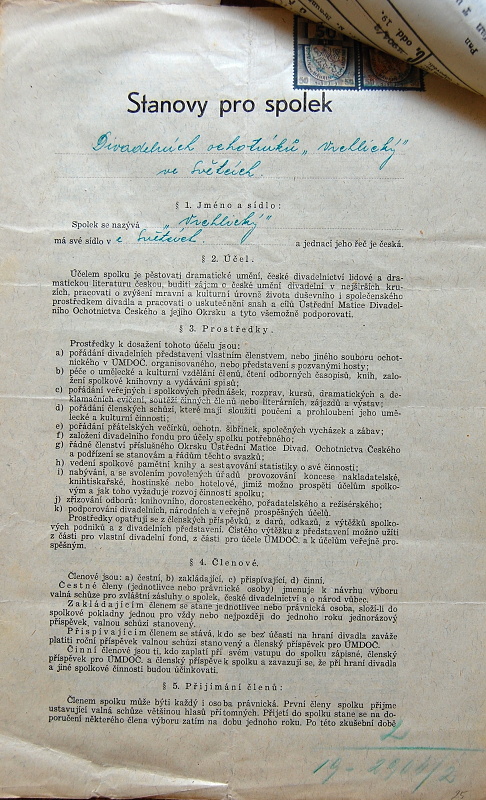 Pan
odd. 19.
50
Stanovy pro spolek
Divadelních ochotníků „Vrchlický"
ve Světcích.
§ 1. Jméno a sídlo:
Spolek se nazývá „Vrchlický"
má své sídlo v e Světcích. a jednací jeho řeč je česká.
§ 2. Účel.
Účelem spolku je pěstovati dramatické umění, české divadelnictví lidové a dra-
matickou literaturu českou, buditi zájem o české umění divadelní v nejširších kru-
zích, pracovati o zvýšení mravní a kulturní úrovně života duševního i společenského
prostředkem divadla a pracovati o uskutečnění snah a cílů Ústřední Matice Divadel-
ního Ochotnictva Českého a jejího Okrsku a tyto všemožně podporovati.
§ 3. Prostředky.
Prostředky k dosažení tohoto účelu jsou:
a) pořádání divadelních představení vlastním členstvem, nebo jiného souboru ochot-
nického v ÚMDOČ. organisovaného, nebo představení s pozvanými hosty;
b) péče o umělecké a kulturní vzdělání členů, čtení odborných časopisů, knih, zalo-
žení spolkové knihovny a vydávání spisů;
c) pořádání veřejných i spolkových přednášek, rozprav, kursů, dramatických a de-
klamačních cvičení, soutěží činných členů nebo literárních, zájezdů a výstav;
d) pořádání členských schůzí, které mají sloužiti poučení a prohloubení jeho umě-
lecké a kulturní činnosti;
e) pořádání přátelských večírků, ochotn. šibřinek, společných vycházek a zábav;
f) založení divadelního fondu pro účely spolku potřebného;
g) řádné členství příslušného Okrsku Ústřední Matice Divad. Ochotnictva Českého
a podřízení se stanovám a řádům těchto svazků;
h) vedení spolkové pamětní knihy a sestavování statistiky o své činnosti;
i) nabývání, a se svolením povolených úřadů provozování koncese nakladatelské,
knihtiskařské, hostinské nebo hotelové, jimiž možno prospěti účelům spolko-
vým a jak toho vyžaduje rozvoj činnosti spolku;
j) zřizování odborů: knihovního, dorosteneckého, pořadatelského a režisérského;
k) podporování divadelních, národních a veřejně prospěšných účelů.
Prostředky opatřují se z členských příspěvků, z darů, odkazů, z výtěžků spolko-
vých podniků a z divadelních představení. Čistého výtěžku z představení možno užíti
z části pro vlastní divadelní fond, z části pro účele ÚMDOČ. a k účelům veřejně pro-
spěšným.
§ 4. Členové.
Členové jsou: a) čestní, b) zakládající, c) přispívající, d) činní.
Čestné členy (jednotlivce nebo právnické osoby) jmenuje k návrhu výboru
valná schůze pro zvláštní zásluhy o spolek, české divadelnictví a o národ vůbec.
Zakládajícím členem se stane jednotlivec nebo právnická osoba, složí-li do
spolkové pokladny jednou pro vždy nebo nejpozději do jednoho roku jednorázový
příspěvek, valnou schůzí stanovený.
Přispívajícím členem se stává, kdo se bez účasti na hraní divadla zaváže
platiti roční příspěvek valnou schůzí stanovený a členský příspěvek pro ÚMDOČ.
Činní členové jsou ti, kdo zaplatí při svém vstupu do spolku zápisné, členský
příspěvek pro ÚMDOČ. a členský příspěvek spolku a zavazují se, že při hraní divadla
a jiné spolkové činnosti budou účinkovati.
§ 5. Přijímání členů:
Členem spolku může býti každý i osoba právnická. První členy spolku přijme
ustavující valná schůze většinou hlasů přítomných. Přijetí do spolku stane se na do-
poručení některého člena výboru zatím na dobu jednoho roku. Po této zkušební době
2
19 - 2966/2